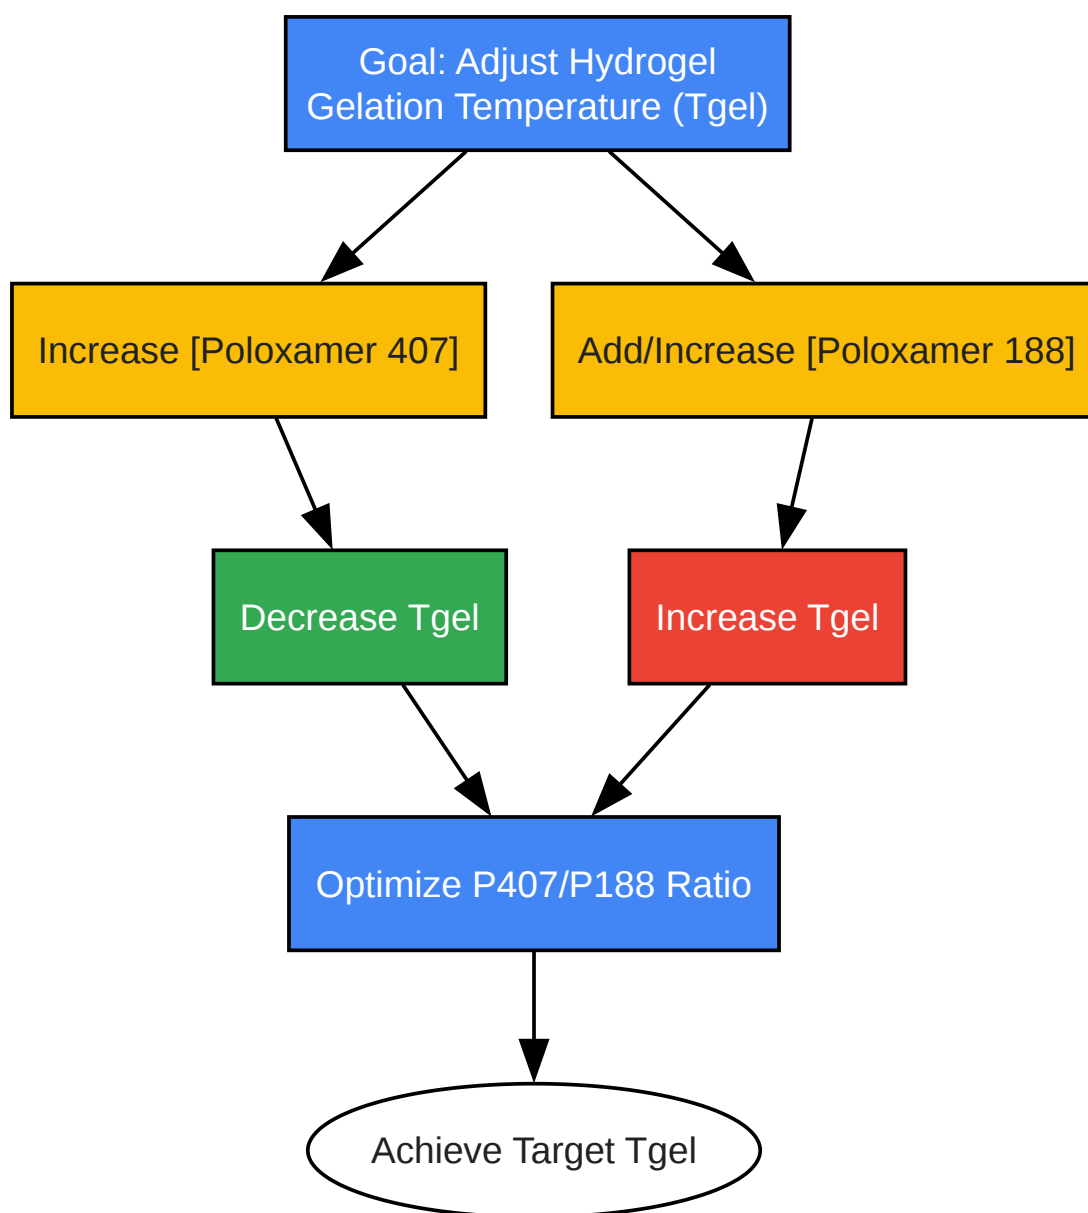 Goal: Adjust Hydrogel
Gelation Temperature (Tgel)
Increase [Poloxamer 407]
Add/Increase [Poloxamer 188]
Decrease Tgel
Increase Tgel
Optimize P407/P188 Ratio
Achieve Target Tgel